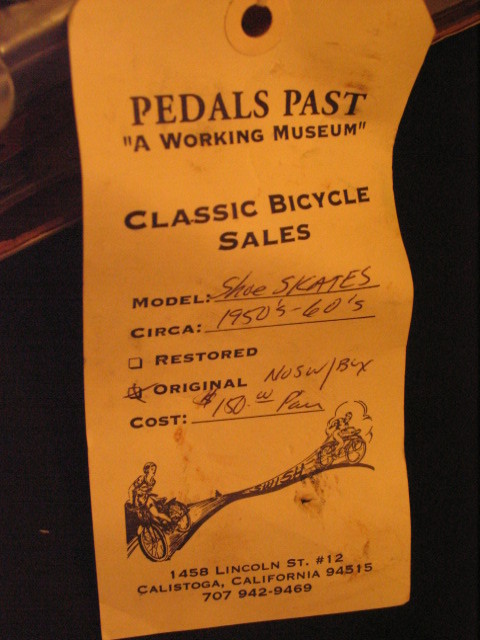 PEDALS PAST
"A WORKING MUSEUM"
CLASSIC BICYCLE
SALES
MODEL: Shoe SKATES
CIRCA: 1950's-60's
RESTORED
ORIGINAL NOSW/BOX
COST: $150.00 Pair
SWISH
1458 LINCOLN ST. #12
CALISTOGA, CALIFORNIA 94515
707 942-9469